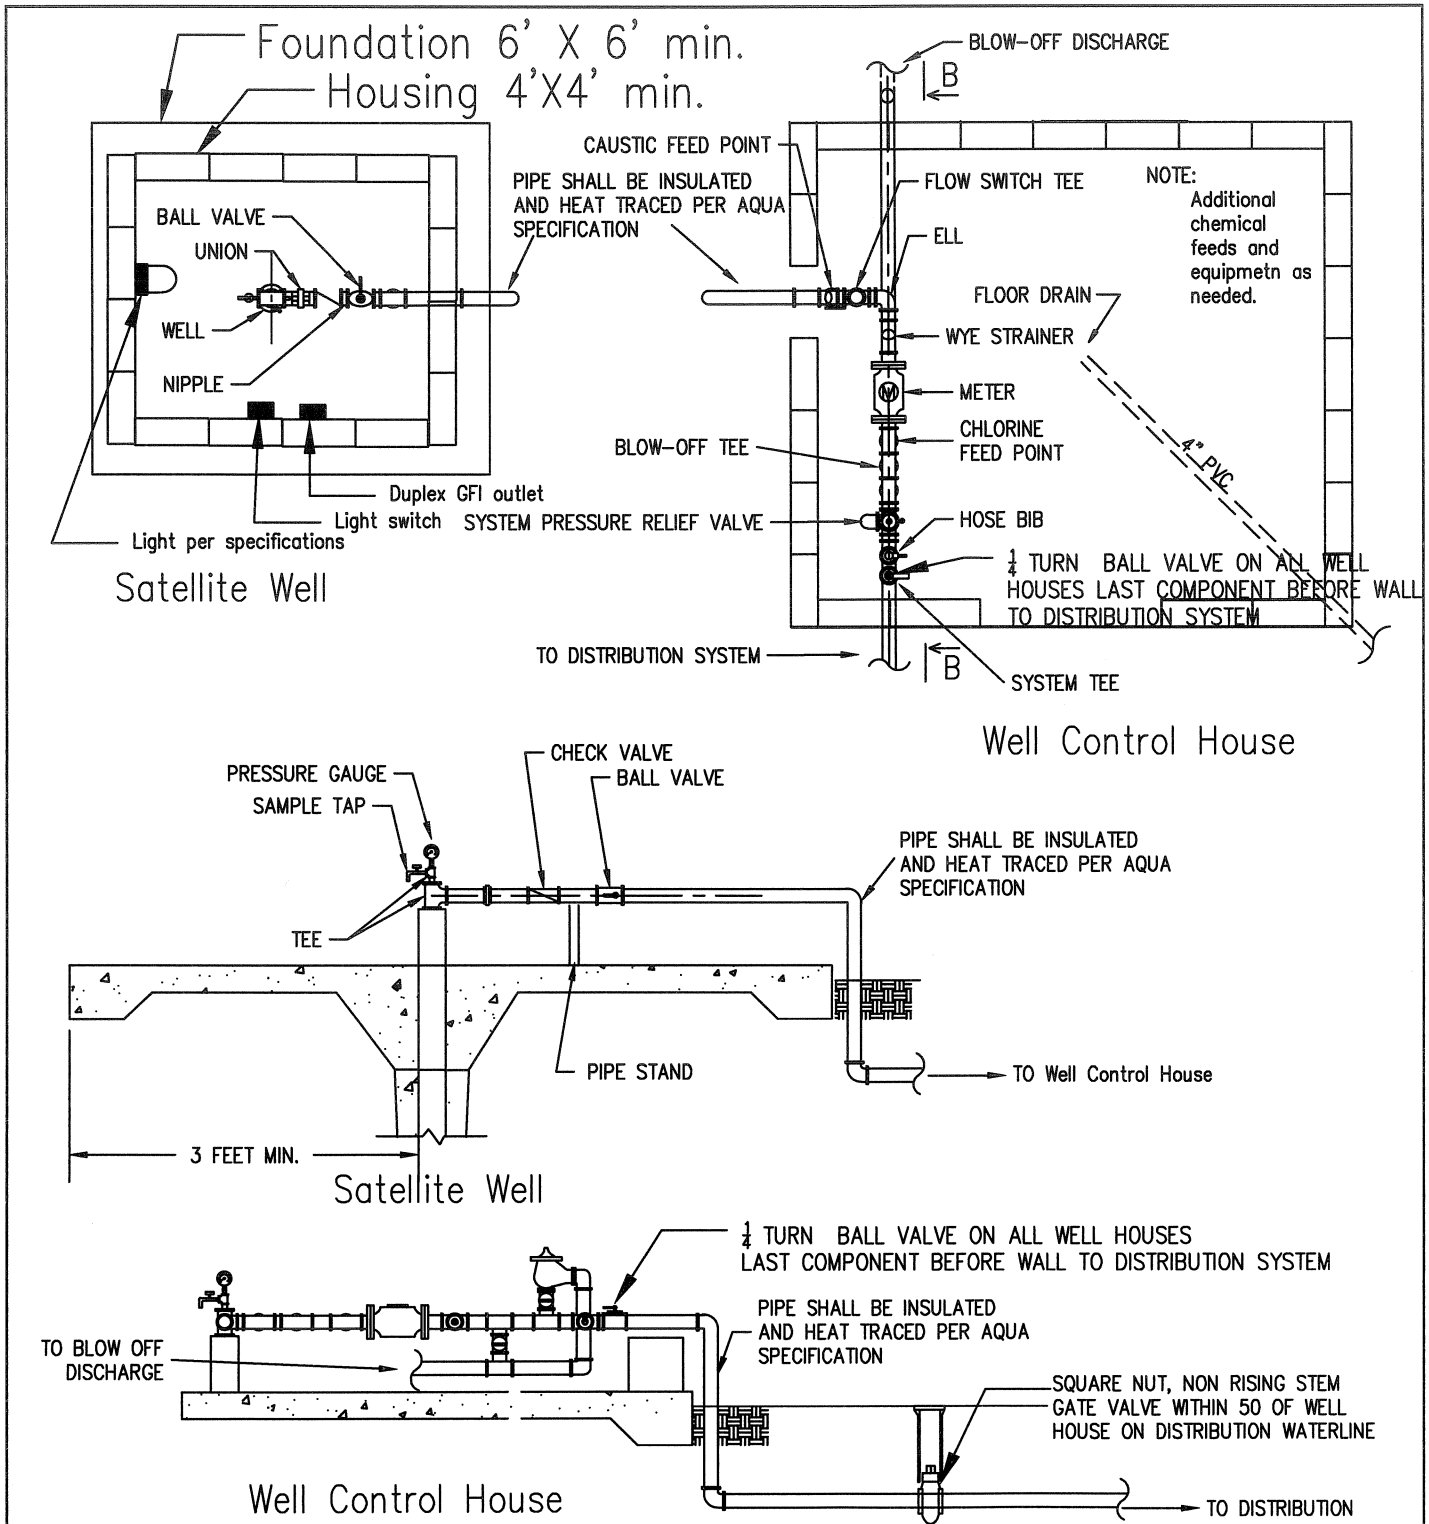 Foundation 6' X 6' min.
Housing 4'X4' min.
BALL VALVE
UNION
WELL
NIPPLE
Duplex GFI outlet
Light switch
Light per specifications
Satellite Well
PIPE SHALL BE INSULATED
AND HEAT TRACED PER AQUA
SPECIFICATION
BLOW-OFF DISCHARGE
B
CAUSTIC FEED POINT
FLOW SWITCH TEE
ELL
NOTE:
Additional
chemical
feeds and
equipmetn as
needed.
FLOOR DRAIN
WYE STRAINER
METER
M
CHLORINE
FEED POINT
BLOW-OFF TEE
4" PVC
SYSTEM PRESSURE RELIEF VALVE
HOSE BIB
1/4 TURN BALL VALVE ON ALL WELL
HOUSES LAST COMPONENT BEFORE WALL
TO DISTRIBUTION SYSTEM
TO DISTRIBUTION SYSTEM
B
SYSTEM TEE
Well Control House
CHECK VALVE
BALL VALVE
PRESSURE GAUGE
SAMPLE TAP
PIPE SHALL BE INSULATED
AND HEAT TRACED PER AQUA
SPECIFICATION
TEE
PIPE STAND
TO Well Control House
3 FEET MIN.
Satellite Well
1/4 TURN BALL VALVE ON ALL WELL HOUSES
LAST COMPONENT BEFORE WALL TO DISTRIBUTION SYSTEM
PIPE SHALL BE INSULATED
AND HEAT TRACED PER AQUA
SPECIFICATION
TO BLOW OFF
DISCHARGE
SQUARE NUT, NON RISING STEM
GATE VALVE WITHIN 50 OF WELL
HOUSE ON DISTRIBUTION WATERLINE
Well Control House
TO DISTRIBUTION